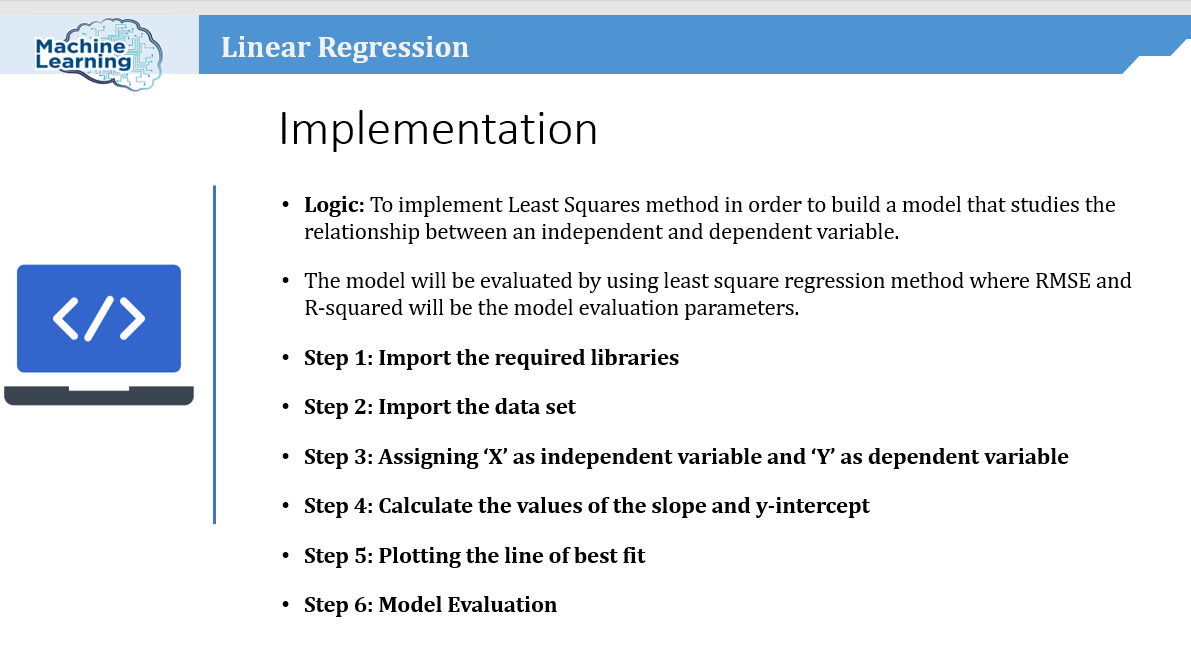 Machine
Learning
Linear Regression
Implementation
• Logic: To implement Least Squares method in order to build a model that studies the
relationship between an independent and dependent variable.
• The model will be evaluated by using least square regression method where RMSE and
R-squared will be the model evaluation parameters.
• Step 1: Import the required libraries
• Step 2: Import the data set
• Step 3: Assigning ‘X’ as independent variable and ‘Y’ as dependent variable
• Step 4: Calculate the values of the slope and y-intercept
• Step 5: Plotting the line of best fit
• Step 6: Model Evaluation